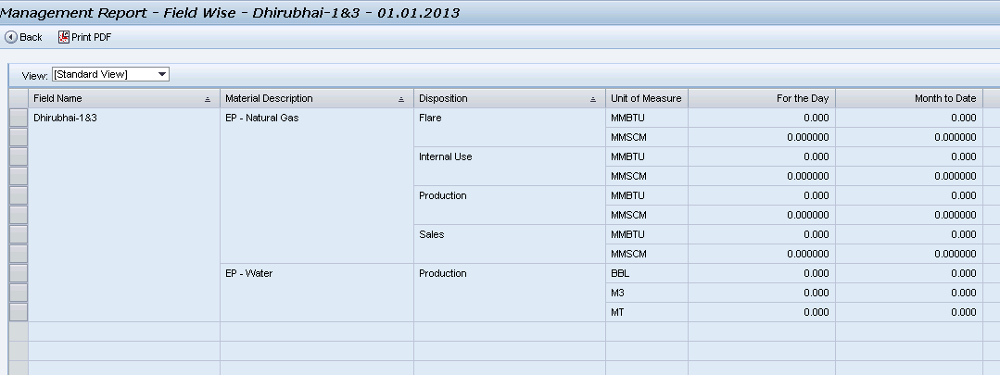 Management Report - Field Wise - Dhirubhai-1&3 - 01.01.2013
Back Print PDF
View: [Standard View]
Field Name Material Description Disposition Unit of Measure For the Day Month to Date
Dhirubhai-1&3 EP - Natural Gas Flare MMBTU 0.000 0.000
MMSCM 0.000000 0.000000
Internal Use MMBTU 0.000 0.000
MMSCM 0.000000 0.000000
Production MMBTU 0.000 0.000
MMSCM 0.000000 0.000000
Sales MMBTU 0.000 0.000
MMSCM 0.000000 0.000000
EP - Water Production BBL 0.000 0.000
M3 0.000 0.000
MT 0.000 0.000